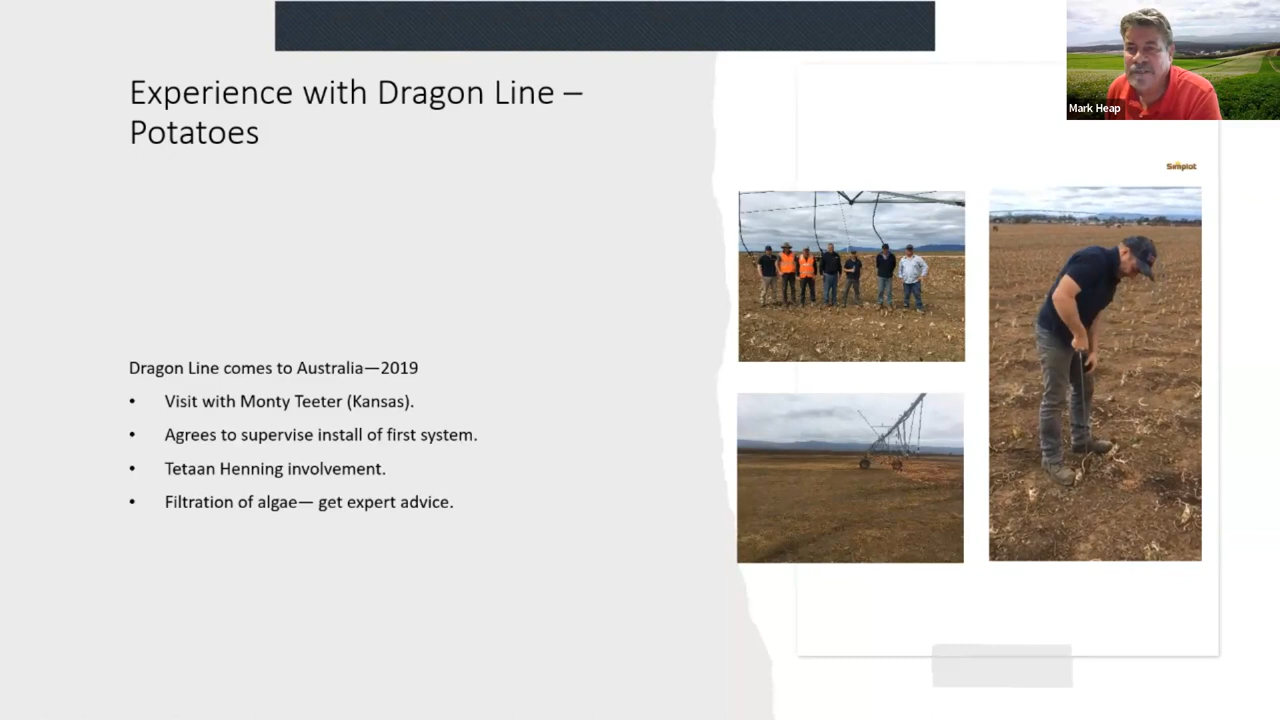 Experience with Dragon Line –
Potatoes
Mark Heap
Simplot
Dragon Line comes to Australia—2019
• Visit with Monty Teeter (Kansas).
• Agrees to supervise install of first system.
• Tetaan Henning involvement.
• Filtration of algae— get expert advice.